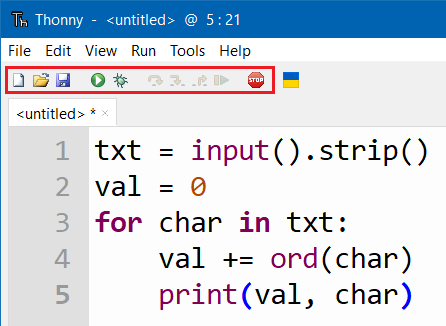 Th Thonny - <untitled> @ 5 : 21
File Edit View Run Tools Help
STOP
<untitled> * ×
1 txt = input().strip()
2 val = 0
3 for char in txt:
4     val += ord(char)
5     print(val, char)